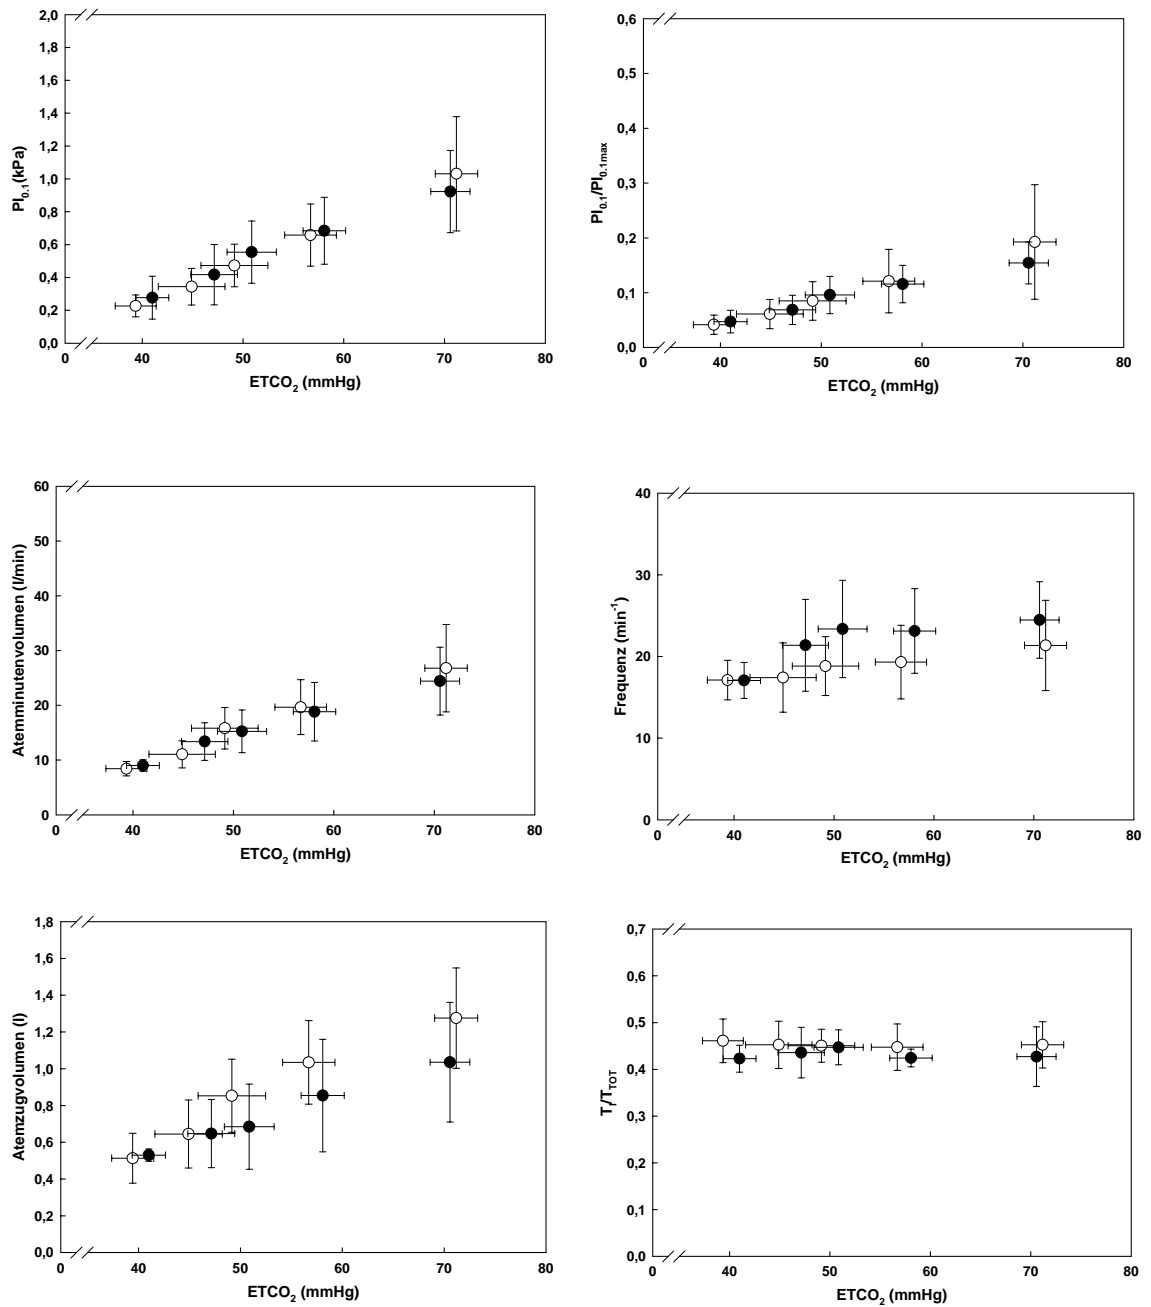 2,0
1,8
1,6
1,4
1,2
1,0
0,8
0,6
0,4
0,2
0,0
PI0.1(kPa)
0 40 50 60 70 80
ETCO2 (mmHg)
0,6
0,5
0,4
0,3
0,2
0,1
0,0
PI0.1/PI0.1max
0 40 50 60 70 80
ETCO2 (mmHg)
60
50
40
30
20
10
0
Atemminutenvolumen (l/min)
0 40 50 60 70 80
ETCO2 (mmHg)
40
30
20
10
0
Frequenz (min-1)
0 40 50 60 70 80
ETCO2 (mmHg)
1,8
1,6
1,4
1,2
1,0
0,8
0,6
0,4
0,2
0,0
Atemzugvolumen (l)
0 40 50 60 70 80
ETCO2 (mmHg)
0,7
0,6
0,5
0,4
0,3
0,2
0,1
0,0
TI/TTOT
0 40 50 60 70 80
ETCO2 (mmHg)